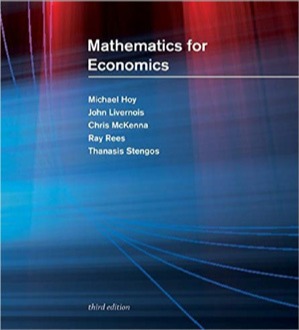 Mathematics for
Economics
Michael Hoy
John Livernois
Chris McKenna
Ray Rees
Thanasis Stengos
third edition